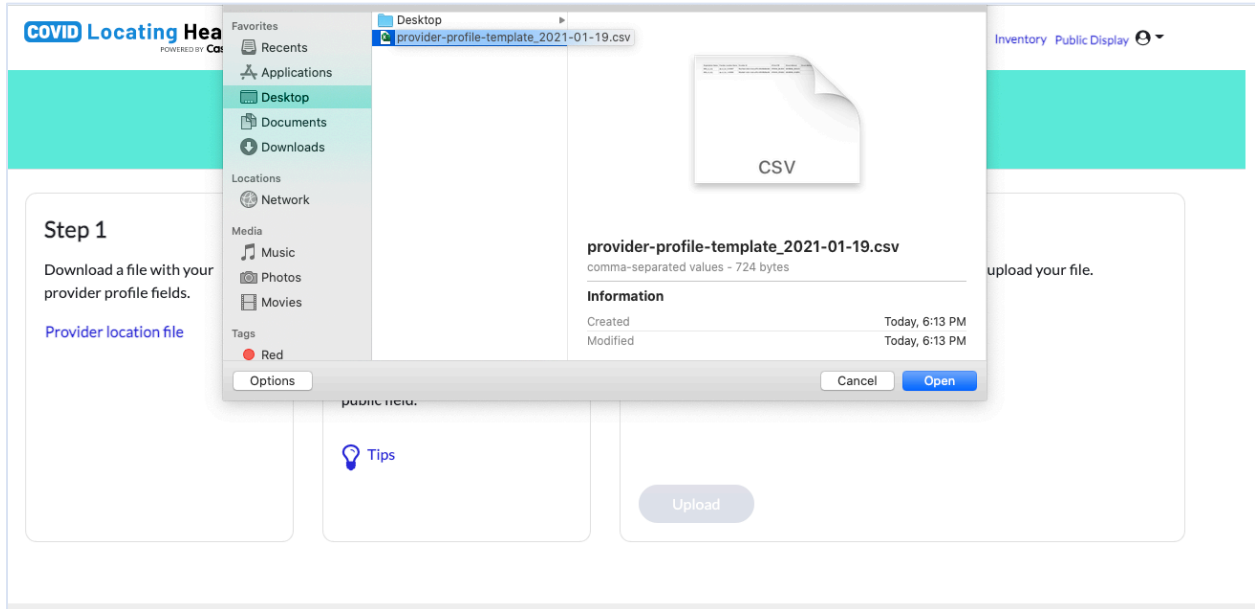 COVID Locating Hea
POWERED BY Cas
Inventory Public Display
Favorites
Recents
Applications
Desktop
Documents
Downloads
Locations
Network
Media
Music
Photos
Movies
Tags
Red
Desktop
provider-profile-template_2021-01-19.csv
CSV
provider-profile-template_2021-01-19.csv
comma-separated values - 724 bytes
Information
Created Today, 6:13 PM
Modified Today, 6:13 PM
Options
Cancel
Open
Step 1
Download a file with your
provider profile fields.
Provider location file
public field.
Tips
upload your file.
Upload